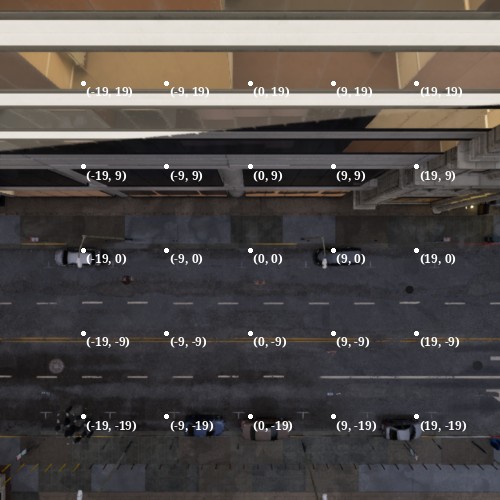 (-19, 19) (-9, 19) (0, 19) (9, 19) (19, 19)
(-19, 9) (-9, 9) (0, 9) (9, 9) (19, 9)
(-19, 0) (-9, 0) (0, 0) (9, 0) (19, 0)
(-19, -9) (-9, -9) (0, -9) (9, -9) (19, -9)
(-19, -19) (-9, -19) (0, -19) (9, -19) (19, -19)